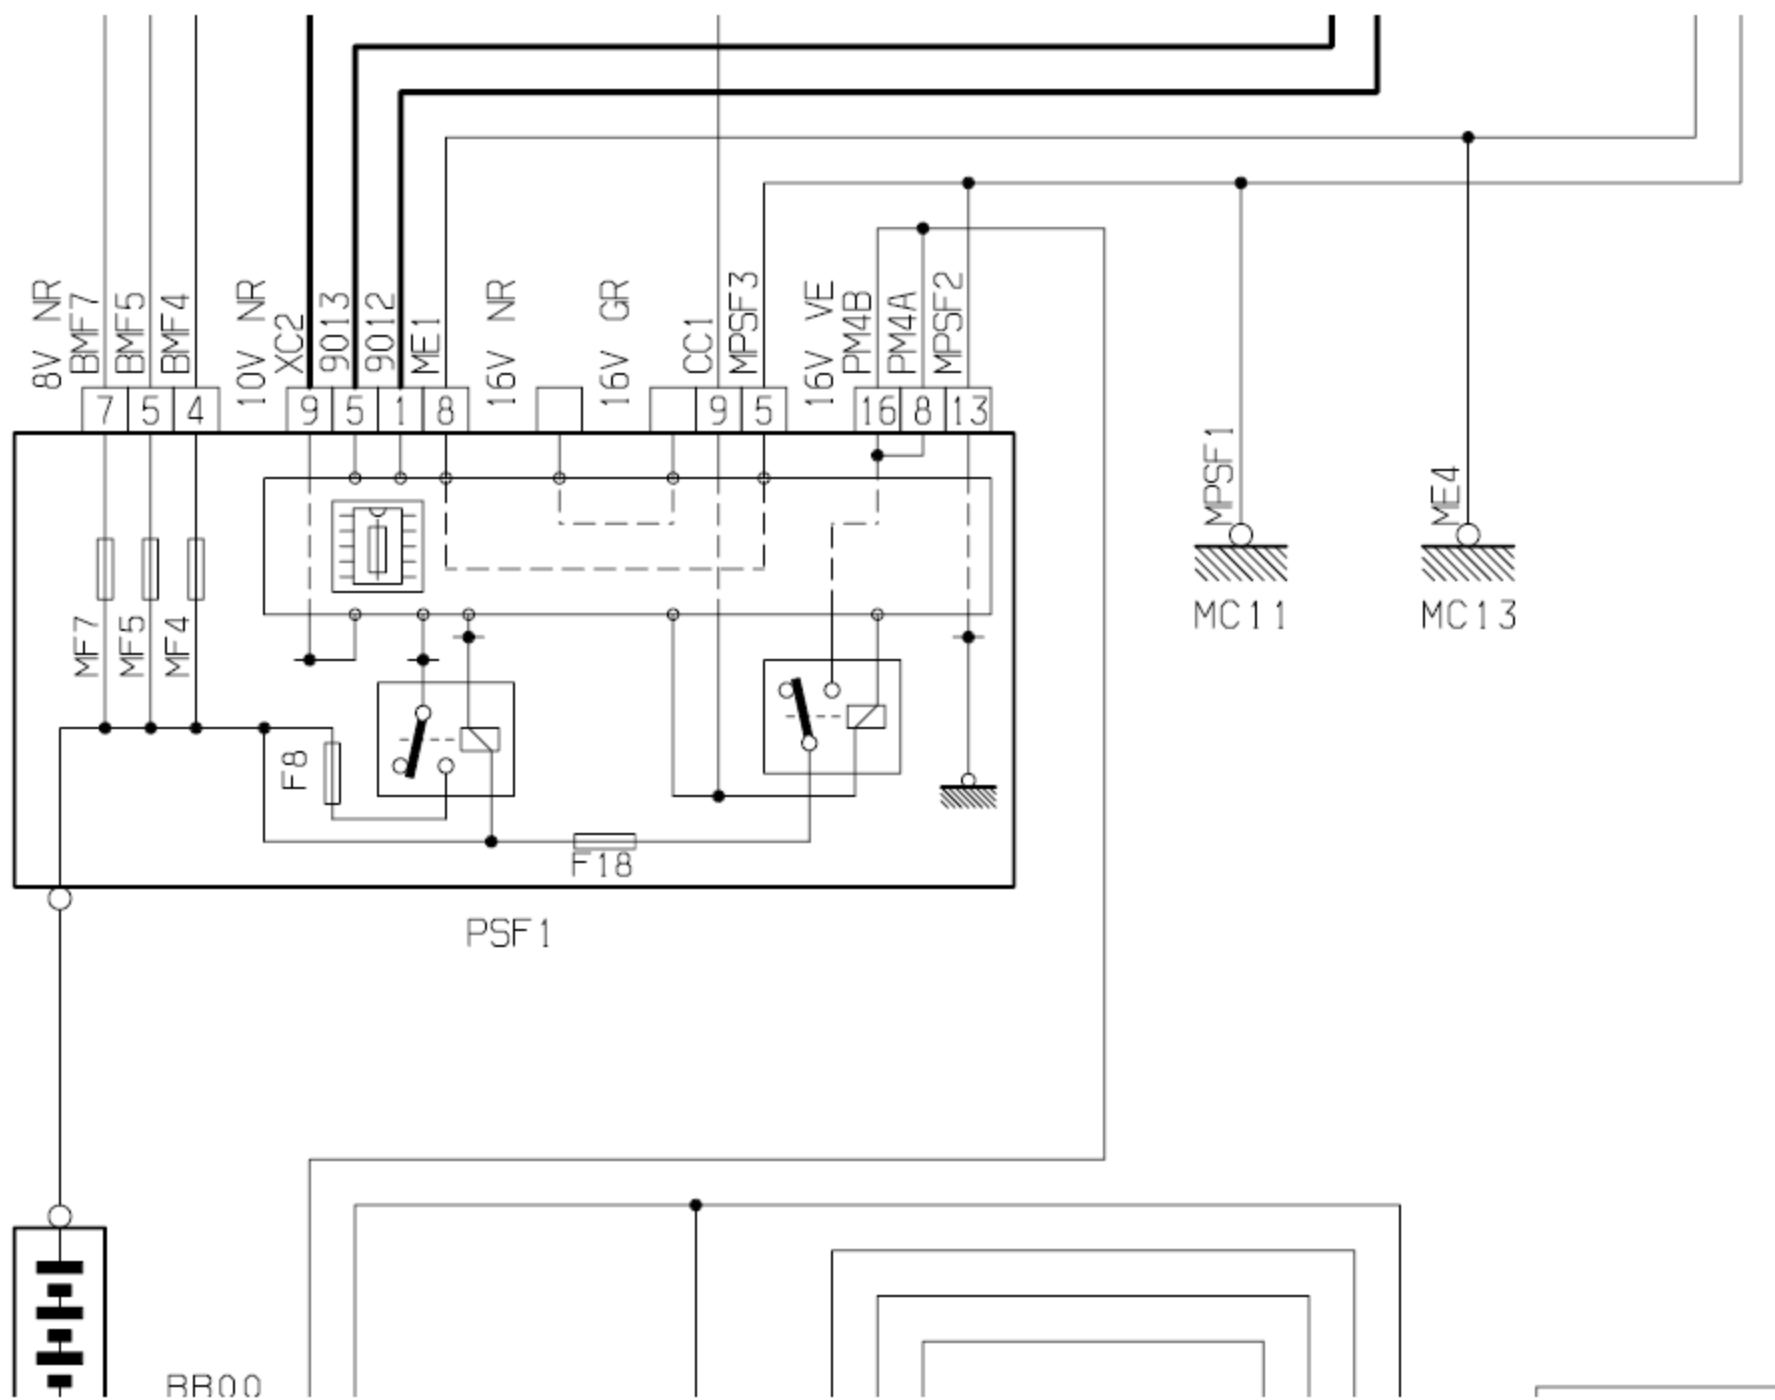 8V NR
BMF7
BMF5
BMF4
10V NR
XC2
9013
9012
ME1
16V NR
16V GR
CC1
MPSF3
16V VE
PM4B
PM4A
MPSF2
7 5 4 9 5 1 8 9 5 16 8 13
MPSF1
ME4
MC11 MC13
MF7
MF5
MF4
F8
F18
PSF1
BB00